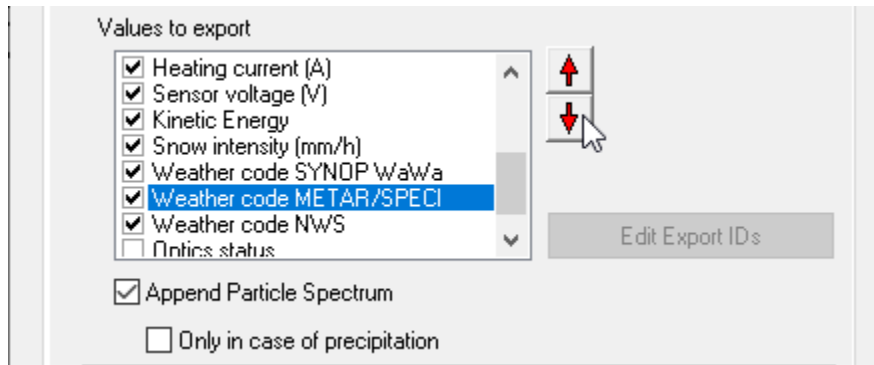 Values to export
Heating current (A)
Sensor voltage (V)
Kinetic Energy
Snow intensity (mm/h)
Weather code SYNOP WaWa
Weather code METAR/SPECI
Weather code NWS
Optics status
Edit Export IDs
Append Particle Spectrum
Only in case of precipitation